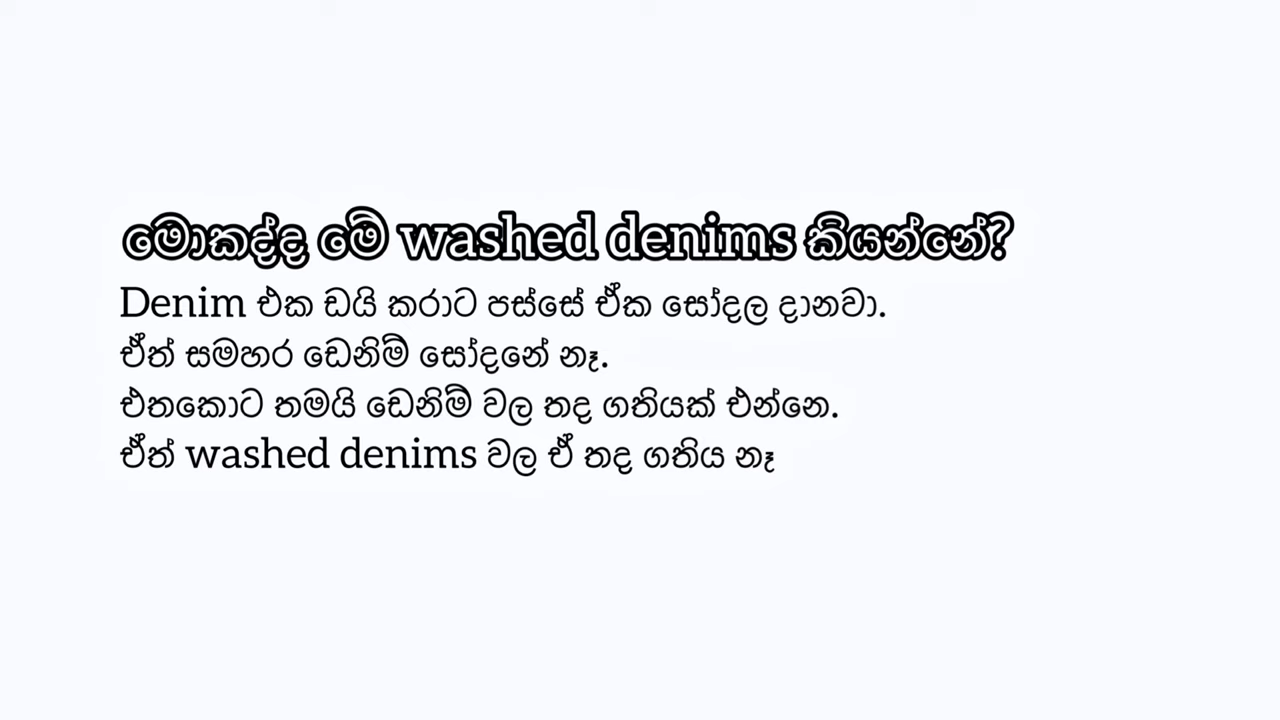 මොකද්ද මේ washed denims කියන්නේ?
Denim එක ඩයි කරාට පස්සේ ඒක සෝදල දානවා.
ඒත් සමහර ඩෙනිම් සෝදනේ නෑ.
එතකොට තමයි ඩෙනිම් වල තද ගතියක් එන්නෙ.
ඒත් washed denims වල ඒ තද ගතිය නෑ